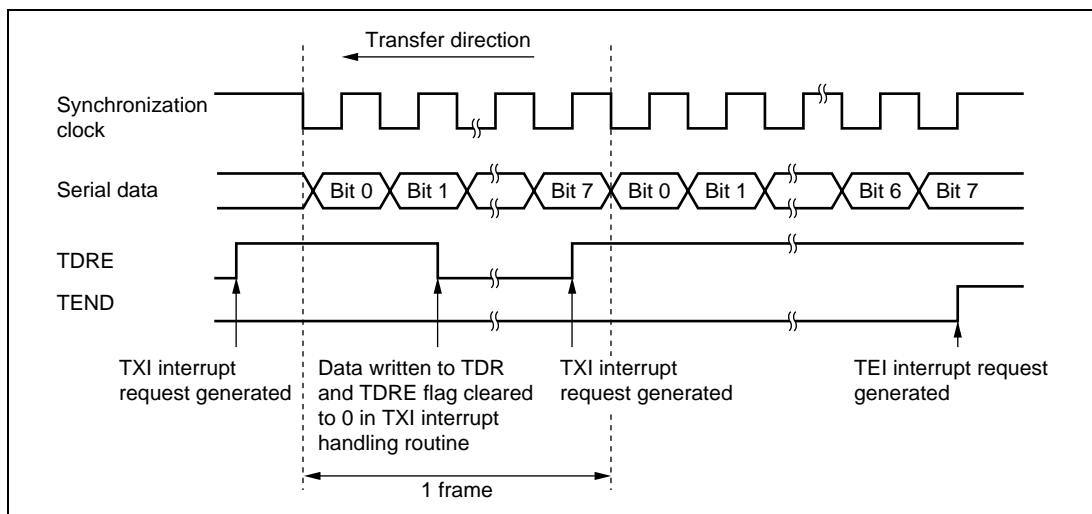 Transfer direction
Synchronization
clock
Serial data
Bit 0
Bit 1
Bit 7
Bit 0
Bit 1
Bit 6
Bit 7
TDRE
TEND
TXI interrupt
request generated
Data written to TDR
and TDRE flag cleared
to 0 in TXI interrupt
handling routine
TXI interrupt
request generated
TEI interrupt request
generated
1 frame